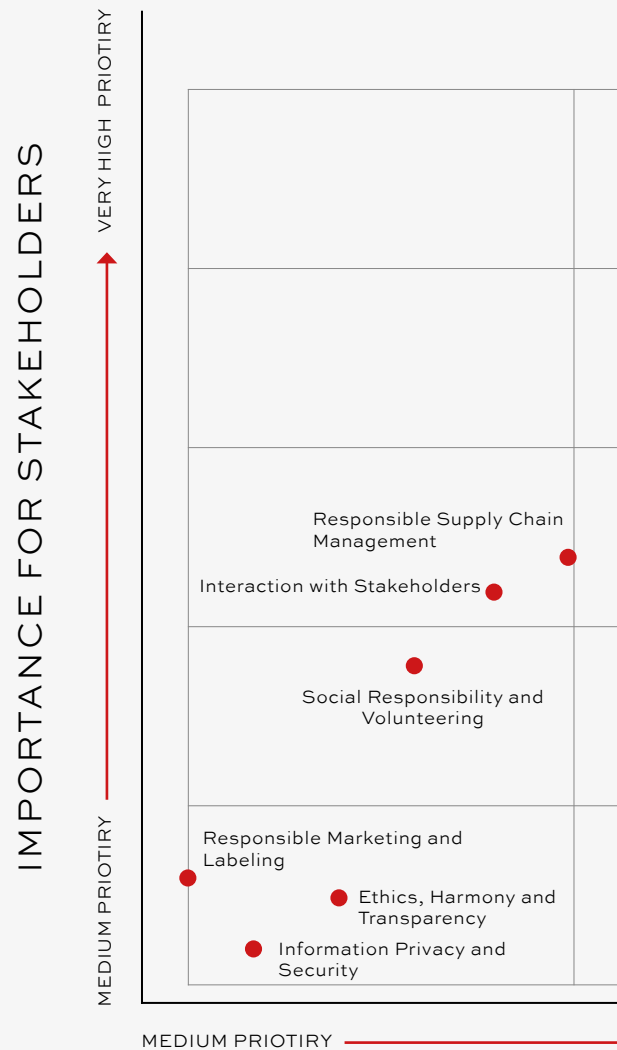 IMPORTANCE FOR STAKEHOLDERS
VERY HIGH PRIOTIRY
MEDIUM PRIOTIRY
Responsible Supply Chain
Management
Interaction with Stakeholders
Social Responsibility and
Volunteering
Responsible Marketing and
Labeling
Ethics, Harmony and
Transparency
Information Privacy and
Security
MEDIUM PRIOTIRY